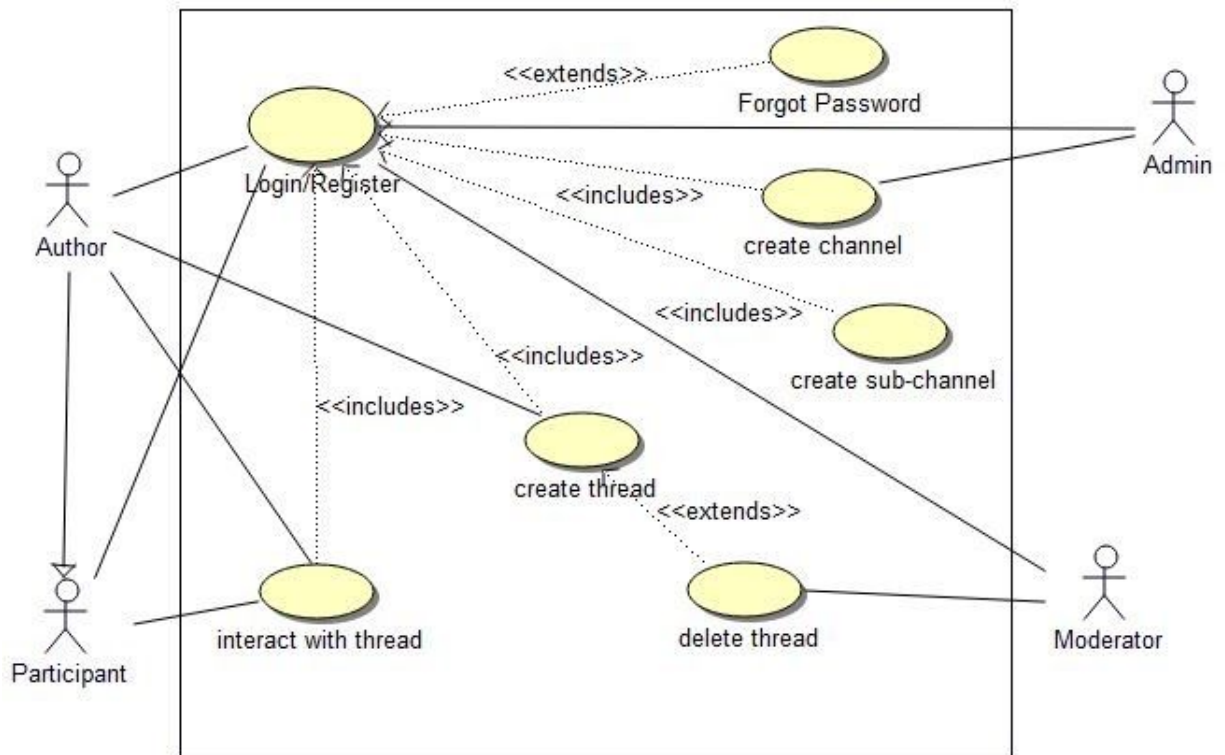 <<extends>>
Forgot Password
Admin
Login/Register
<<includes>>
create channel
Author
<<includes>>
create sub-channel
<<includes>>
<<includes>>
create thread
<<extends>>
interact with thread
delete thread
Moderator
Participant